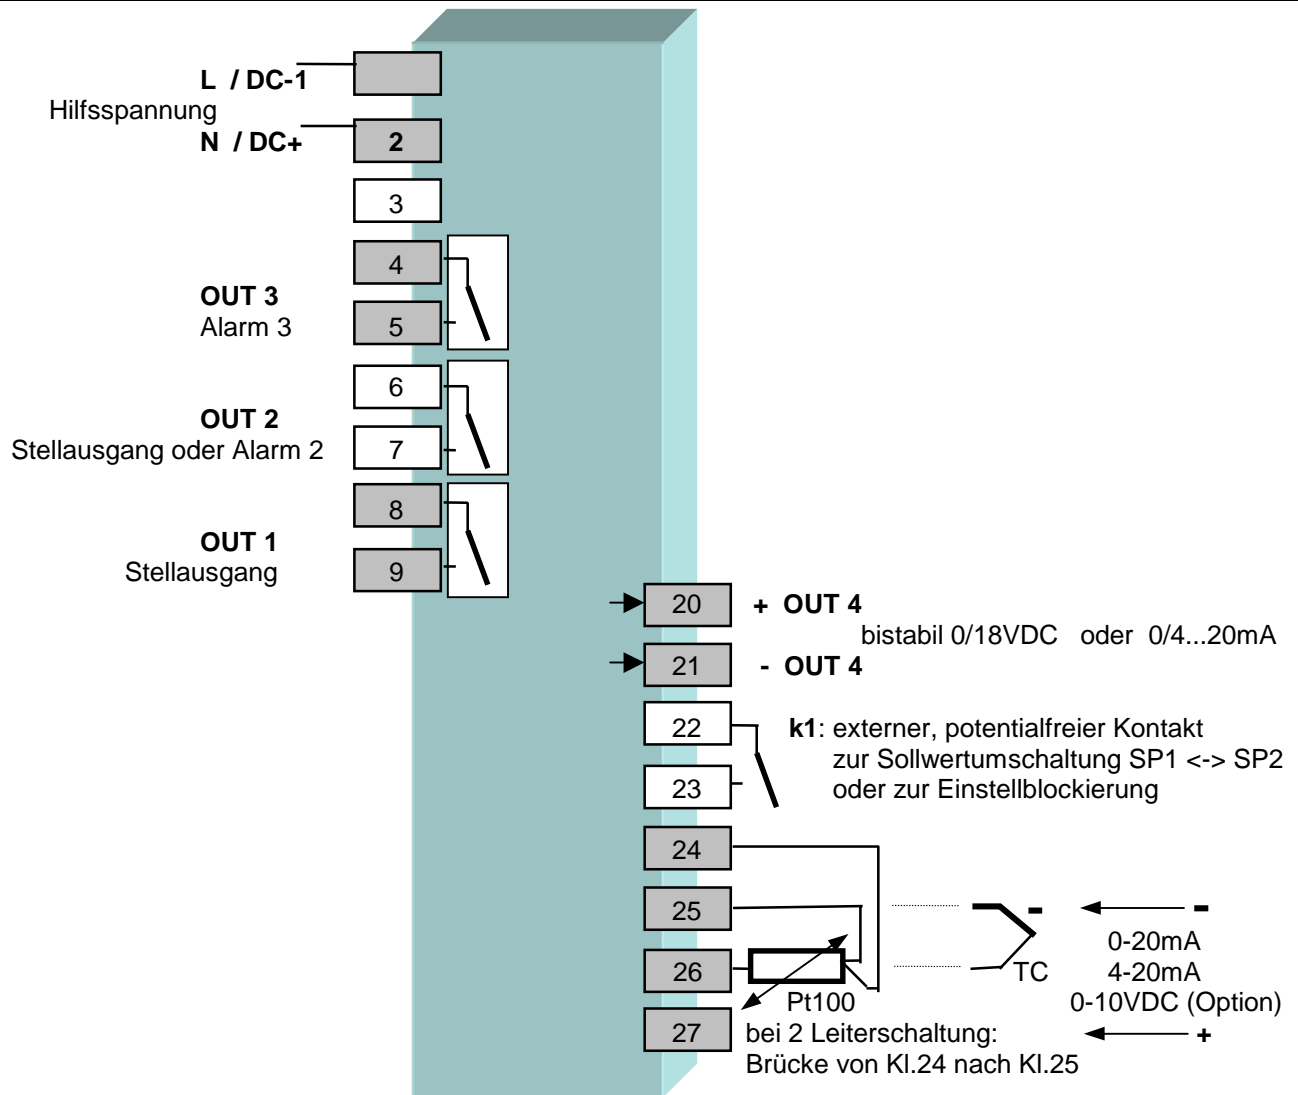 L / DC-1
Hilfsspannung
N / DC+
2
3
4
OUT 3
Alarm 3
5
6
OUT 2
Stellausgang oder Alarm 2
7
8
OUT 1
Stellausgang
9
20
+ OUT 4
bistabil 0/18VDC oder 0/4...20mA
21
- OUT 4
22
k1: externer, potentialfreier Kontakt
zur Sollwertumschaltung SP1 <-> SP2
23
oder zur Einstellblockierung
24
25
- -
0-20mA
26
TC
4-20mA
Pt100
0-10VDC (Option)
27
bei 2 Leiterschaltung:
+
Brücke von Kl.24 nach Kl.25